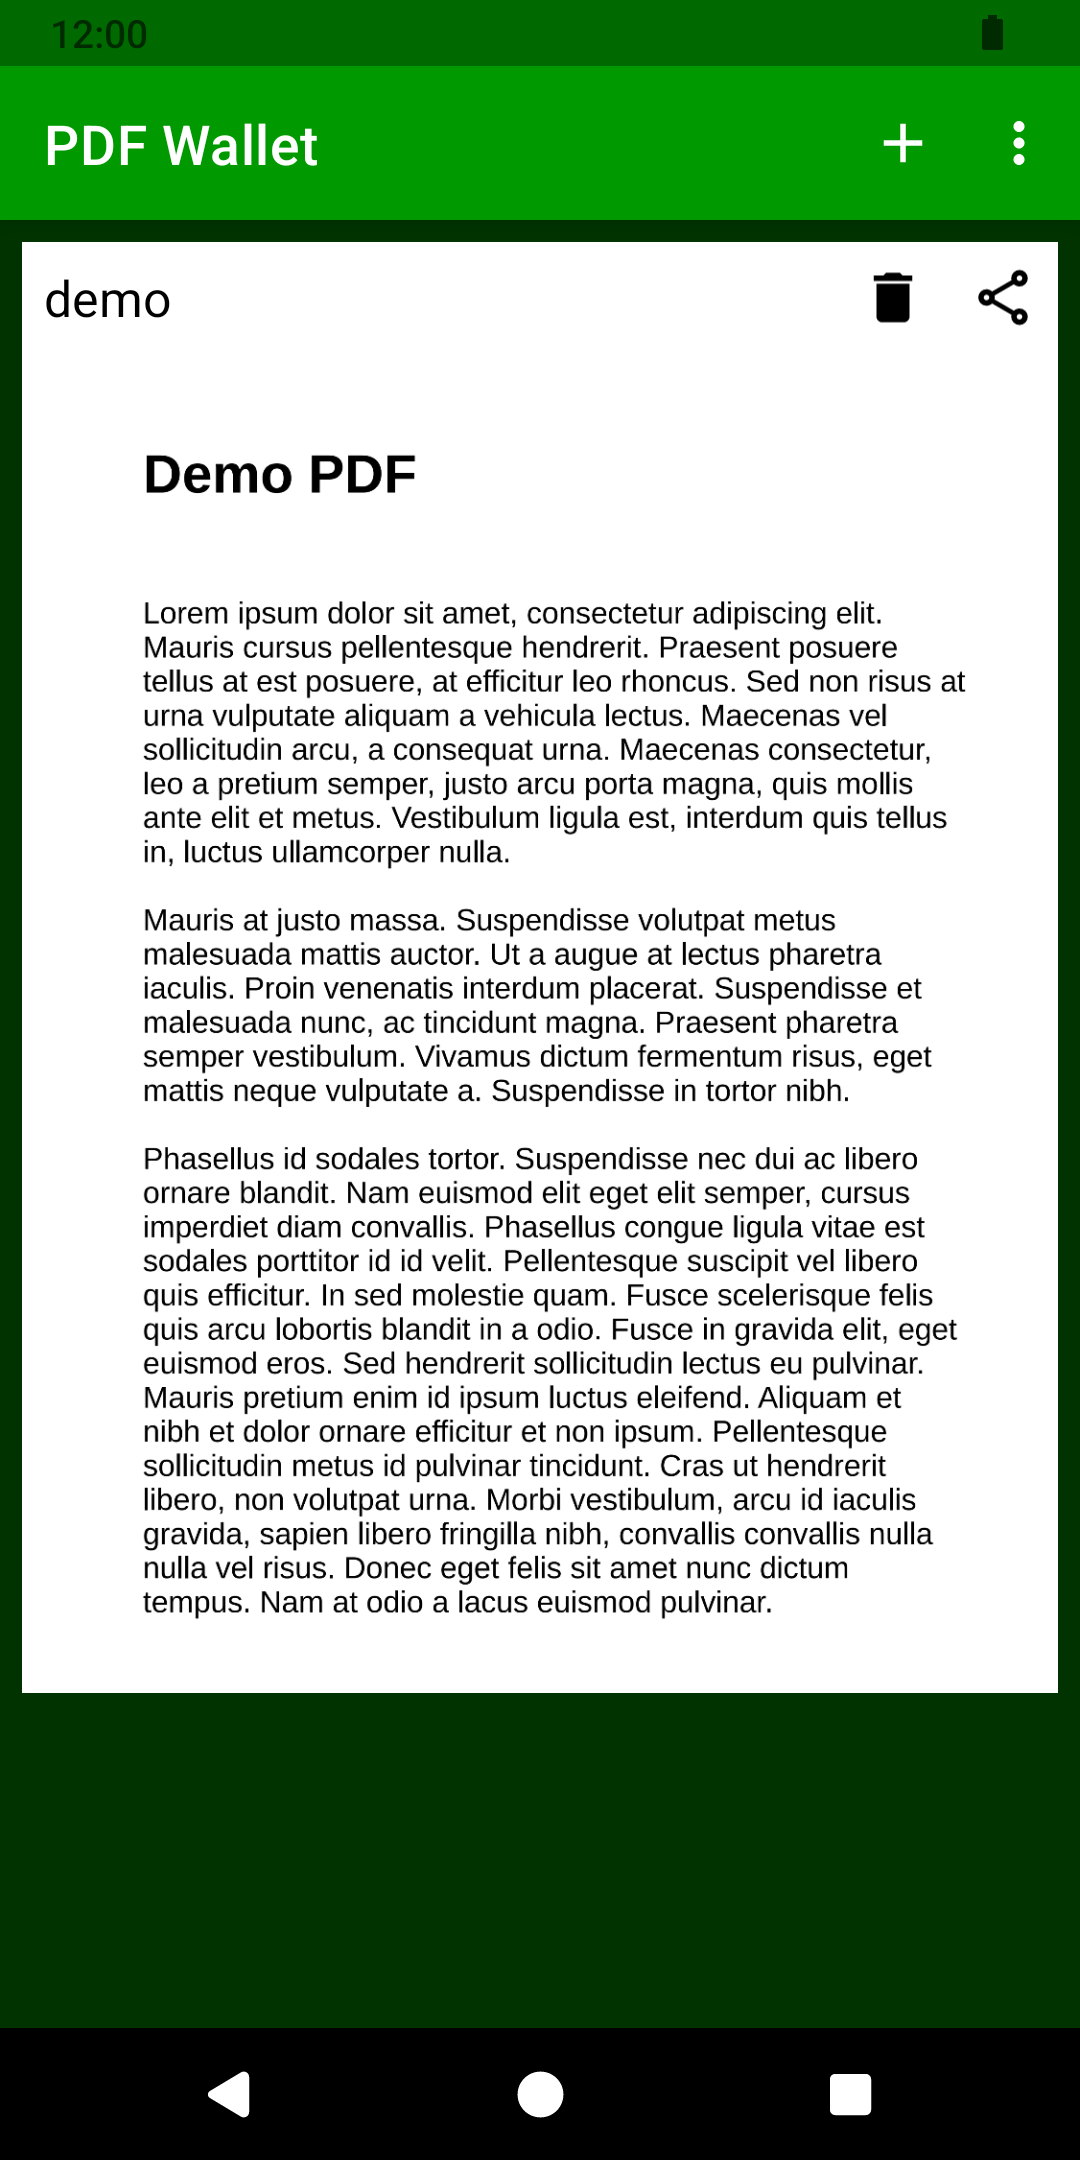 12:00
PDF Wallet
demo
Demo PDF
Lorem ipsum dolor sit amet, consectetur adipiscing elit.
Mauris cursus pellentesque hendrerit. Praesent posuere
tellus at est posuere, at efficitur leo rhoncus. Sed non risus at
urna vulputate aliquam a vehicula lectus. Maecenas vel
sollicitudin arcu, a consequat urna. Maecenas consectetur,
leo a pretium semper, justo arcu porta magna, quis mollis
ante elit et metus. Vestibulum ligula est, interdum quis tellus
in, luctus ullamcorper nulla.
Mauris at justo massa. Suspendisse volutpat metus
malesuada mattis auctor. Ut a augue at lectus pharetra
iaculis. Proin venenatis interdum placerat. Suspendisse et
malesuada nunc, ac tincidunt magna. Praesent pharetra
semper vestibulum. Vivamus dictum fermentum risus, eget
mattis neque vulputate a. Suspendisse in tortor nibh.
Phasellus id sodales tortor. Suspendisse nec dui ac libero
ornare blandit. Nam euismod elit eget elit semper, cursus
imperdiet diam convallis. Phasellus congue ligula vitae est
sodales porttitor id id velit. Pellentesque suscipit vel libero
quis efficitur. In sed molestie quam. Fusce scelerisque felis
quis arcu lobortis blandit in a odio. Fusce in gravida elit, eget
euismod eros. Sed hendrerit sollicitudin lectus eu pulvinar.
Mauris pretium enim id ipsum luctus eleifend. Aliquam et
nibh et dolor ornare efficitur et non ipsum. Pellentesque
sollicitudin metus id pulvinar tincidunt. Cras ut hendrerit
libero, non volutpat urna. Morbi vestibulum, arcu id iaculis
gravida, sapien libero fringilla nibh, convallis convallis nulla
nulla vel risus. Donec eget felis sit amet nunc dictum
tempus. Nam at odio a lacus euismod pulvinar.